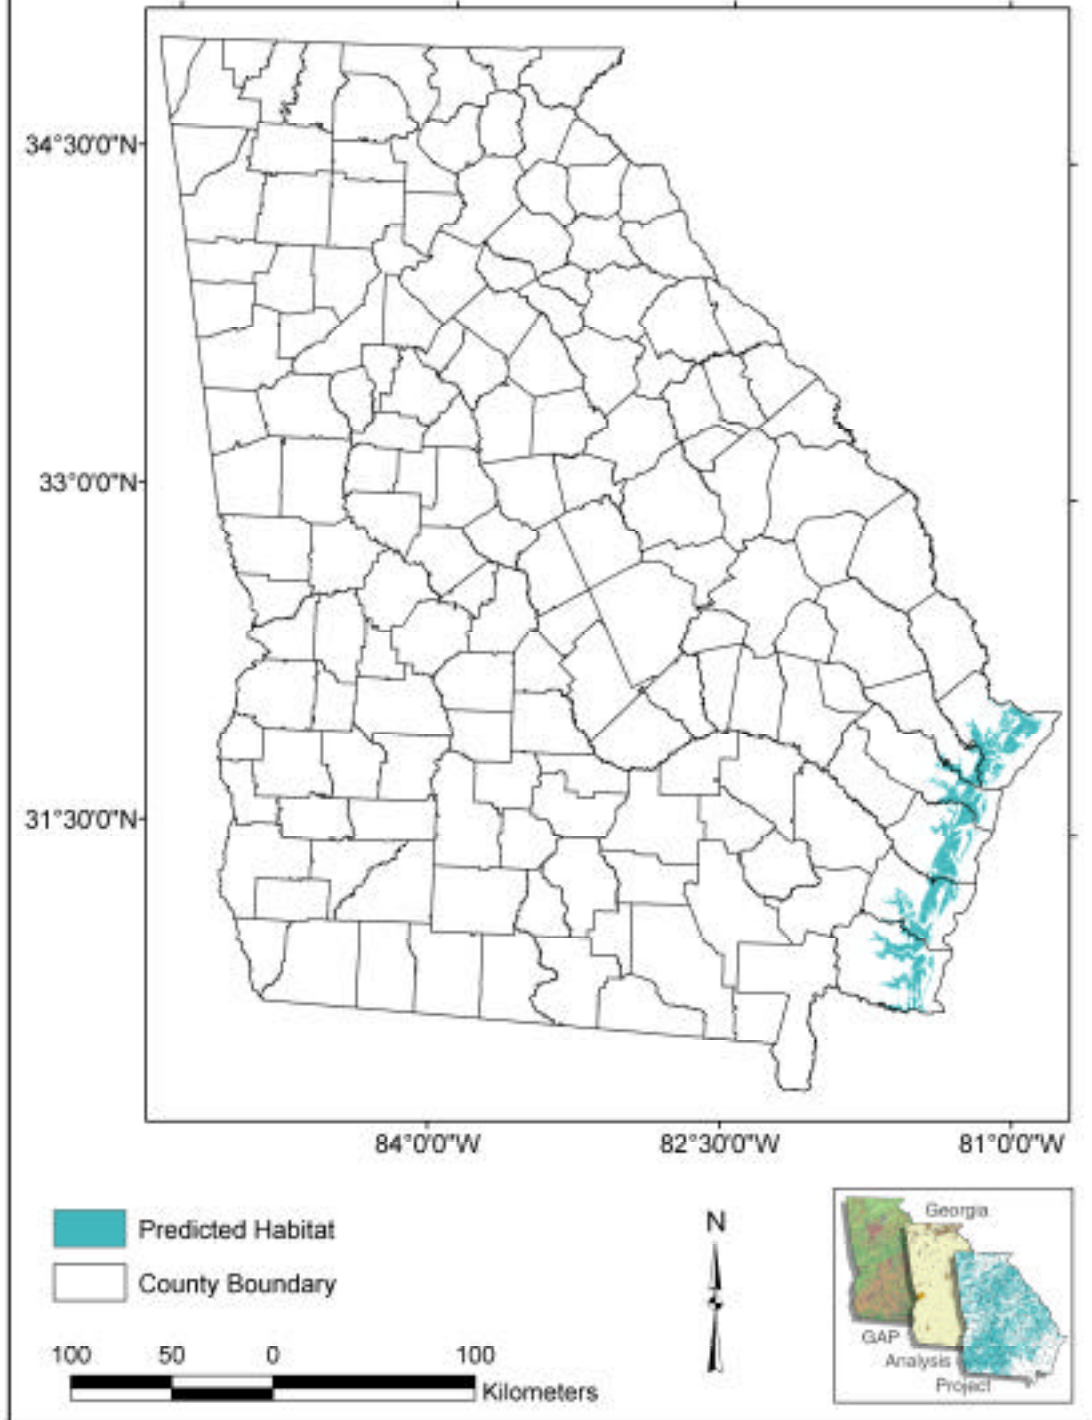 34°30'0"N
33°0'0"N
31°30'0"N
84°0'0"W 82°30'0"W 81°0'0"W
Predicted Habitat
County Boundary
N
100 50 0 100
Kilometers
Georgia
GAP
Analysis
Project